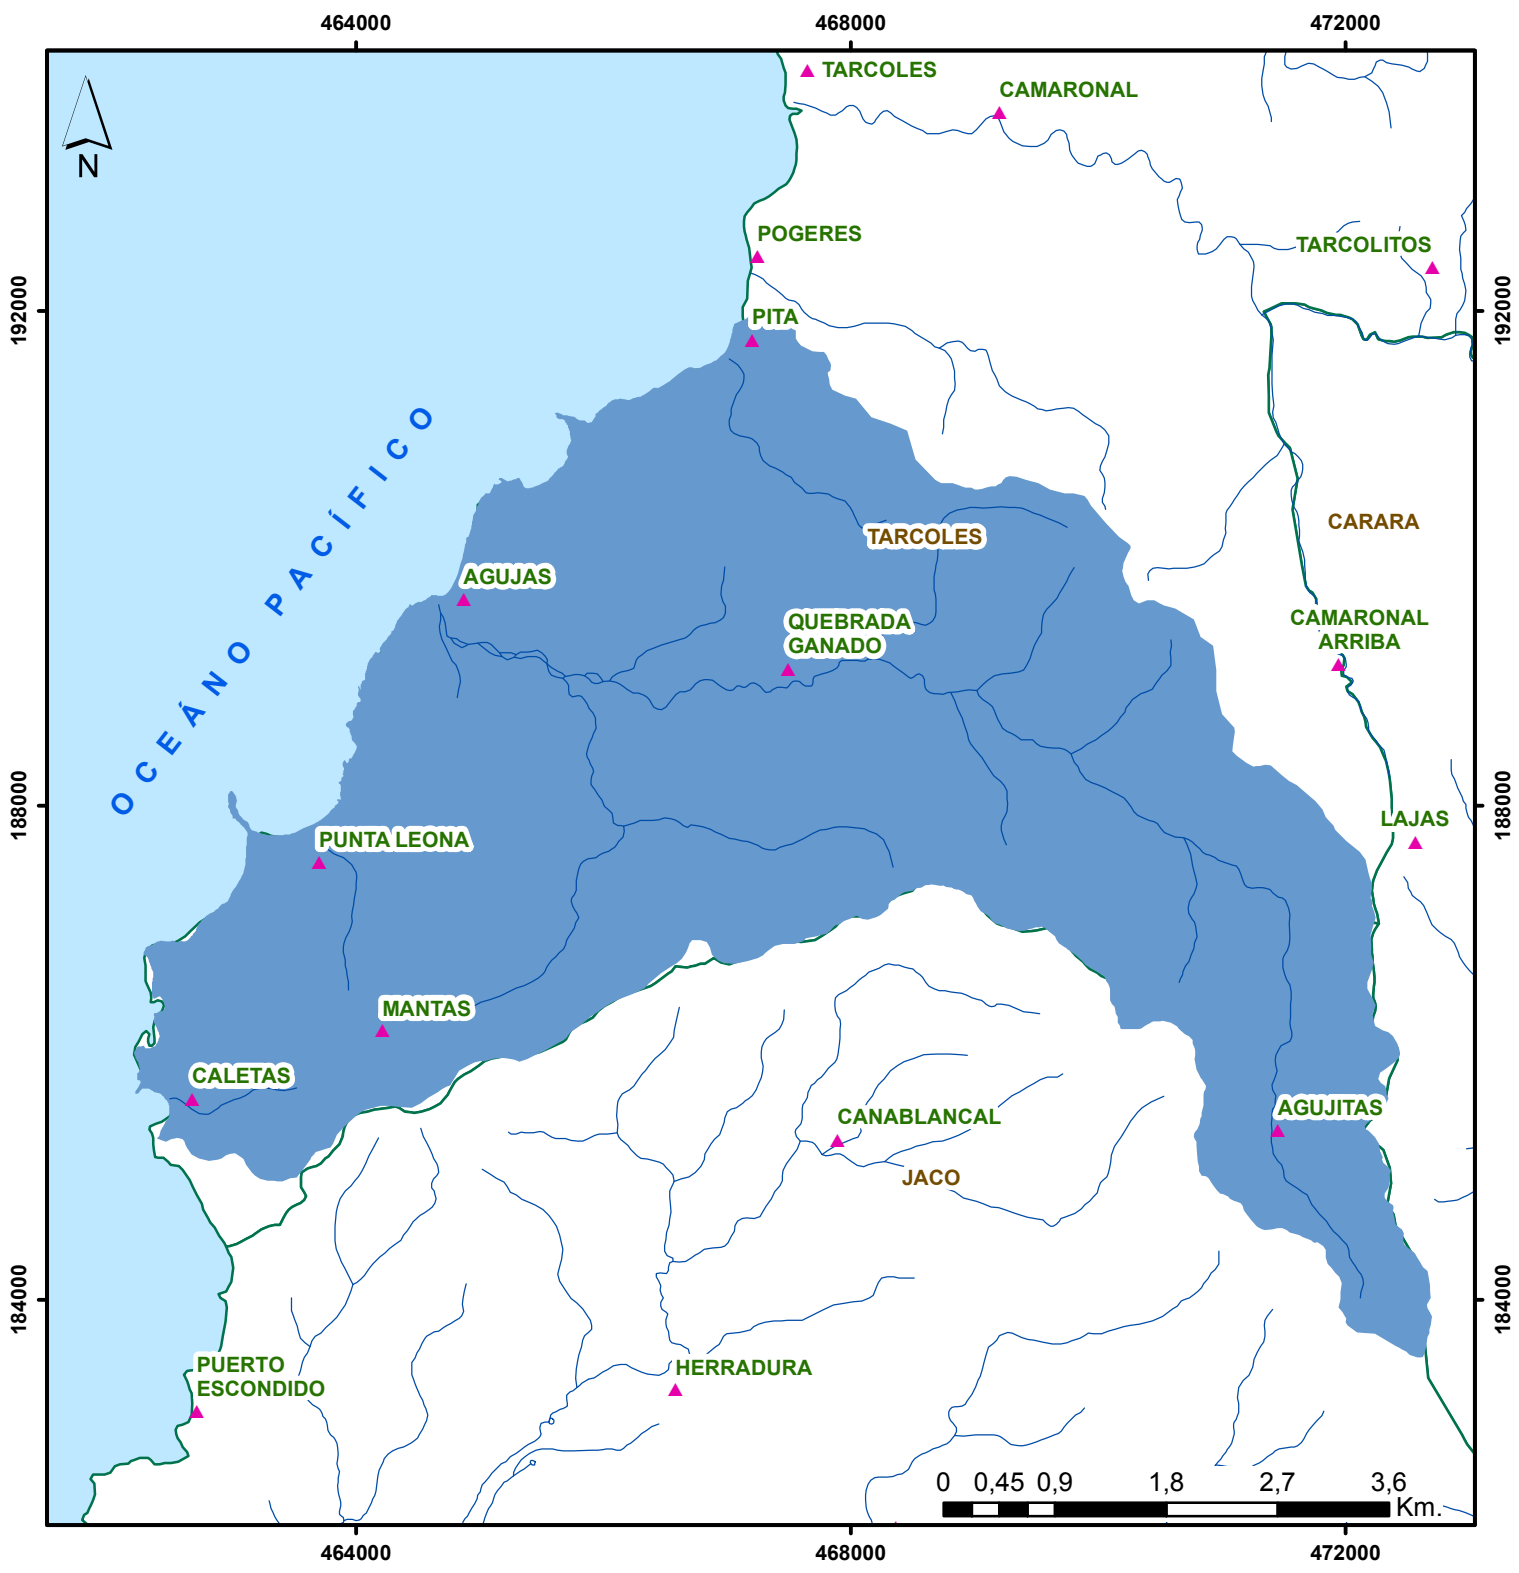 464000 468000 472000
TARCOLES
CAMARONAL
N
POGERES
TARCOLITOS
192000 192000
PITA
OCEÁNO PACÍFICO
CARARA
TARCOLES
AGUJAS
QUEBRADA
GANADO
CAMARONAL
ARRIBA
188000 188000
LAJAS
PUNTA LEONA
MANTAS
CALETAS
AGUJITAS
CANABLANCAL
JACO
184000 184000
PUERTO
ESCONDIDO
HERRADURA
0 0,45 0,9 1,8 2,7 3,6
Km.
464000 468000 472000